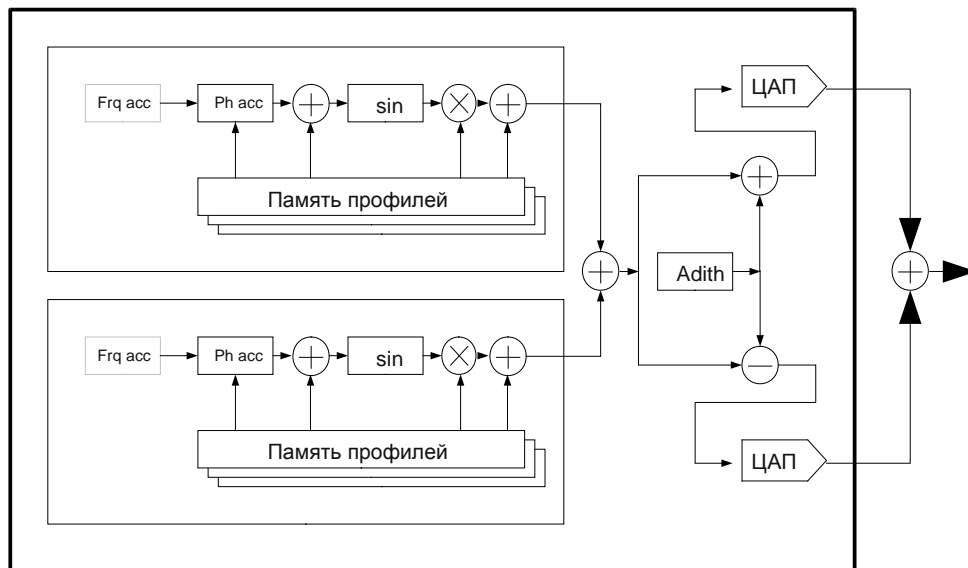 ЦАП
Frq acc
Ph acc
sin
Память профилей
Adith
Frq acc
Ph acc
sin
Память профилей
ЦАП